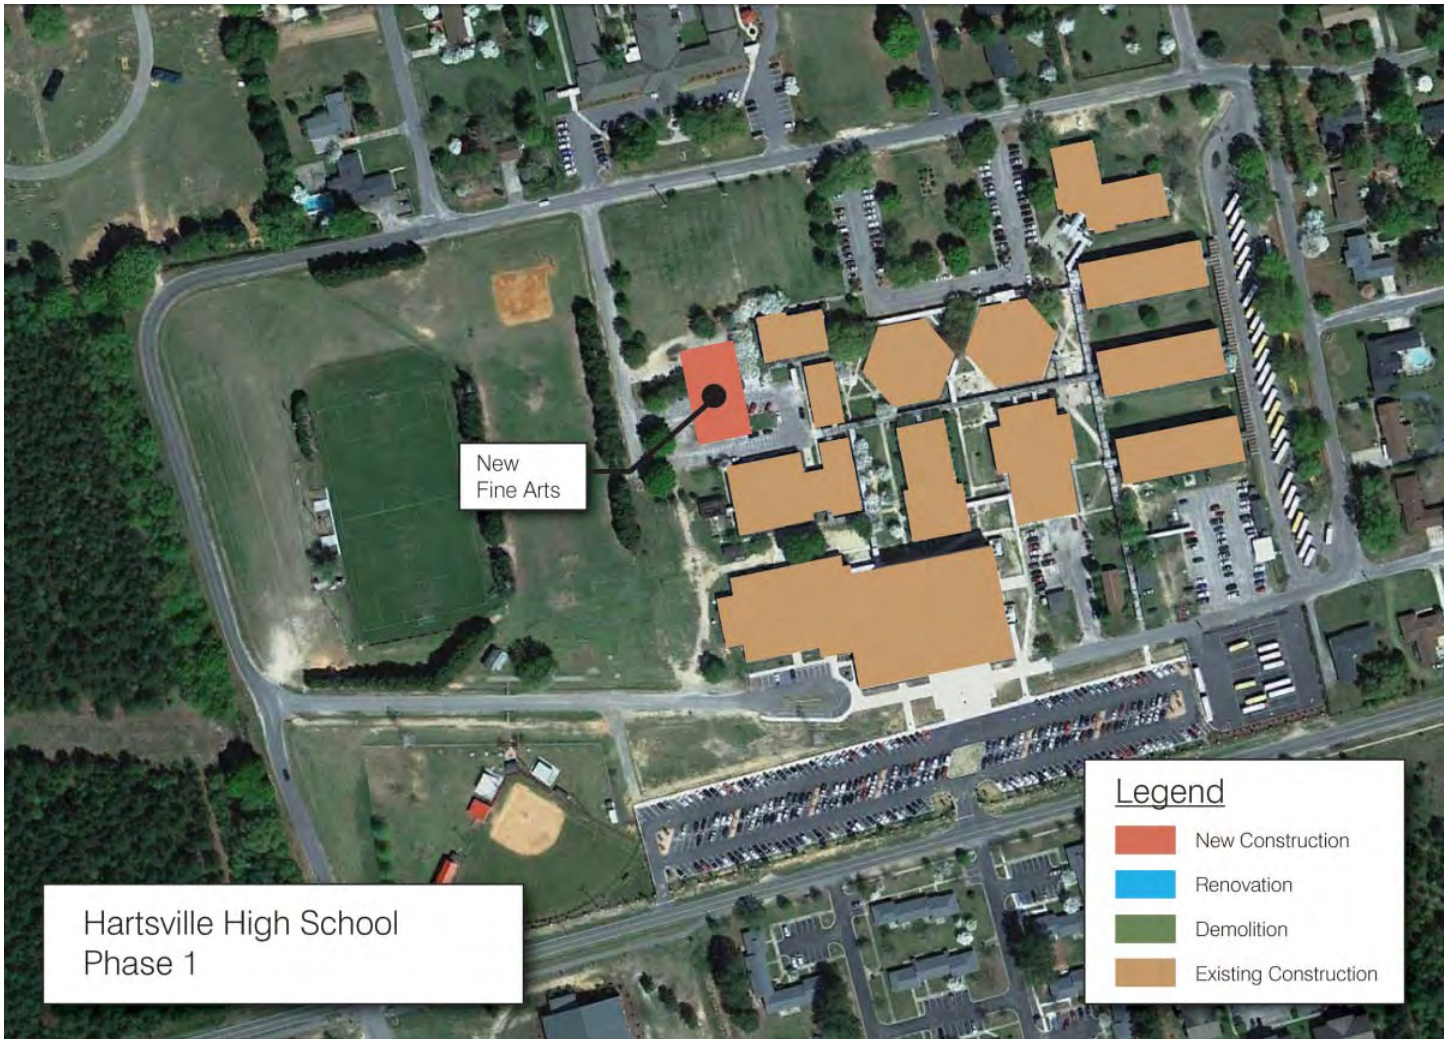 New
Fine Arts
Legend
New Construction
Renovation
Demolition
Existing Construction
Hartsville High School
Phase 1